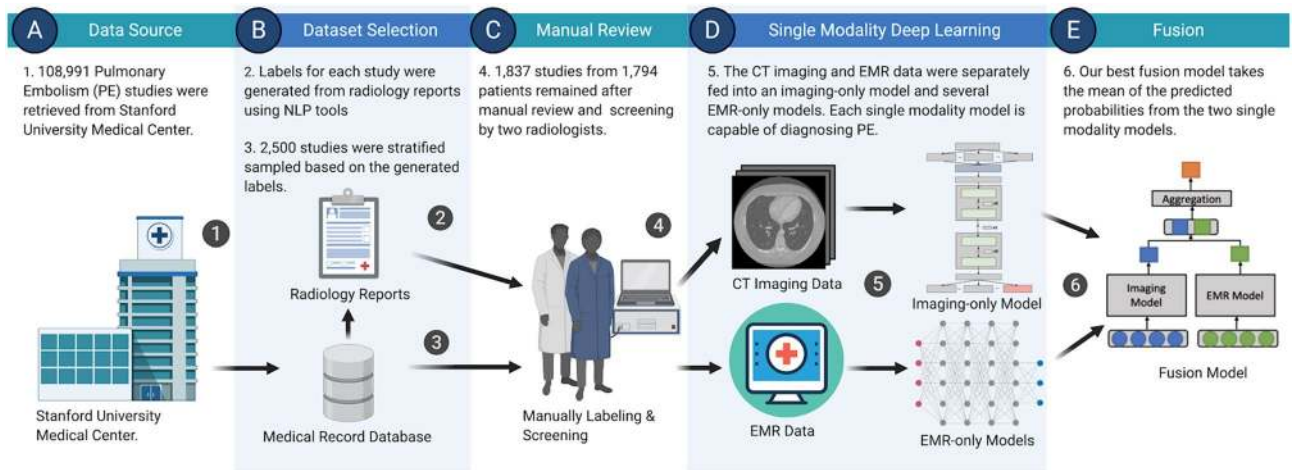 A Data Source
1. 108,991 Pulmonary
Embolism (PE) studies were
retrieved from Stanford
University Medical Center.
1
Stanford University
Medical Center.
B Dataset Selection
2. Labels for each study were
generated from radiology reports
using NLP tools
3. 2,500 studies were stratified
sampled based on the generated
labels.
2
Radiology Reports
3
Medical Record Database
C Manual Review
4. 1,837 studies from 1,794
patients remained after
manual review and screening
by two radiologists.
4
Manually Labeling &
Screening
D Single Modality Deep Learning
5. The CT imaging and EMR data were separately
fed into an imaging-only model and several
EMR-only models. Each single modality model is
capable of diagnosing PE.
CT Imaging Data
5
Imaging-only Model
EMR Data
EMR-only Models
E Fusion
6. Our best fusion model takes
the mean of the predicted
probabilities from the two single
modality models.
Aggregation
6
Imaging
Model
EMR Model
Fusion Model